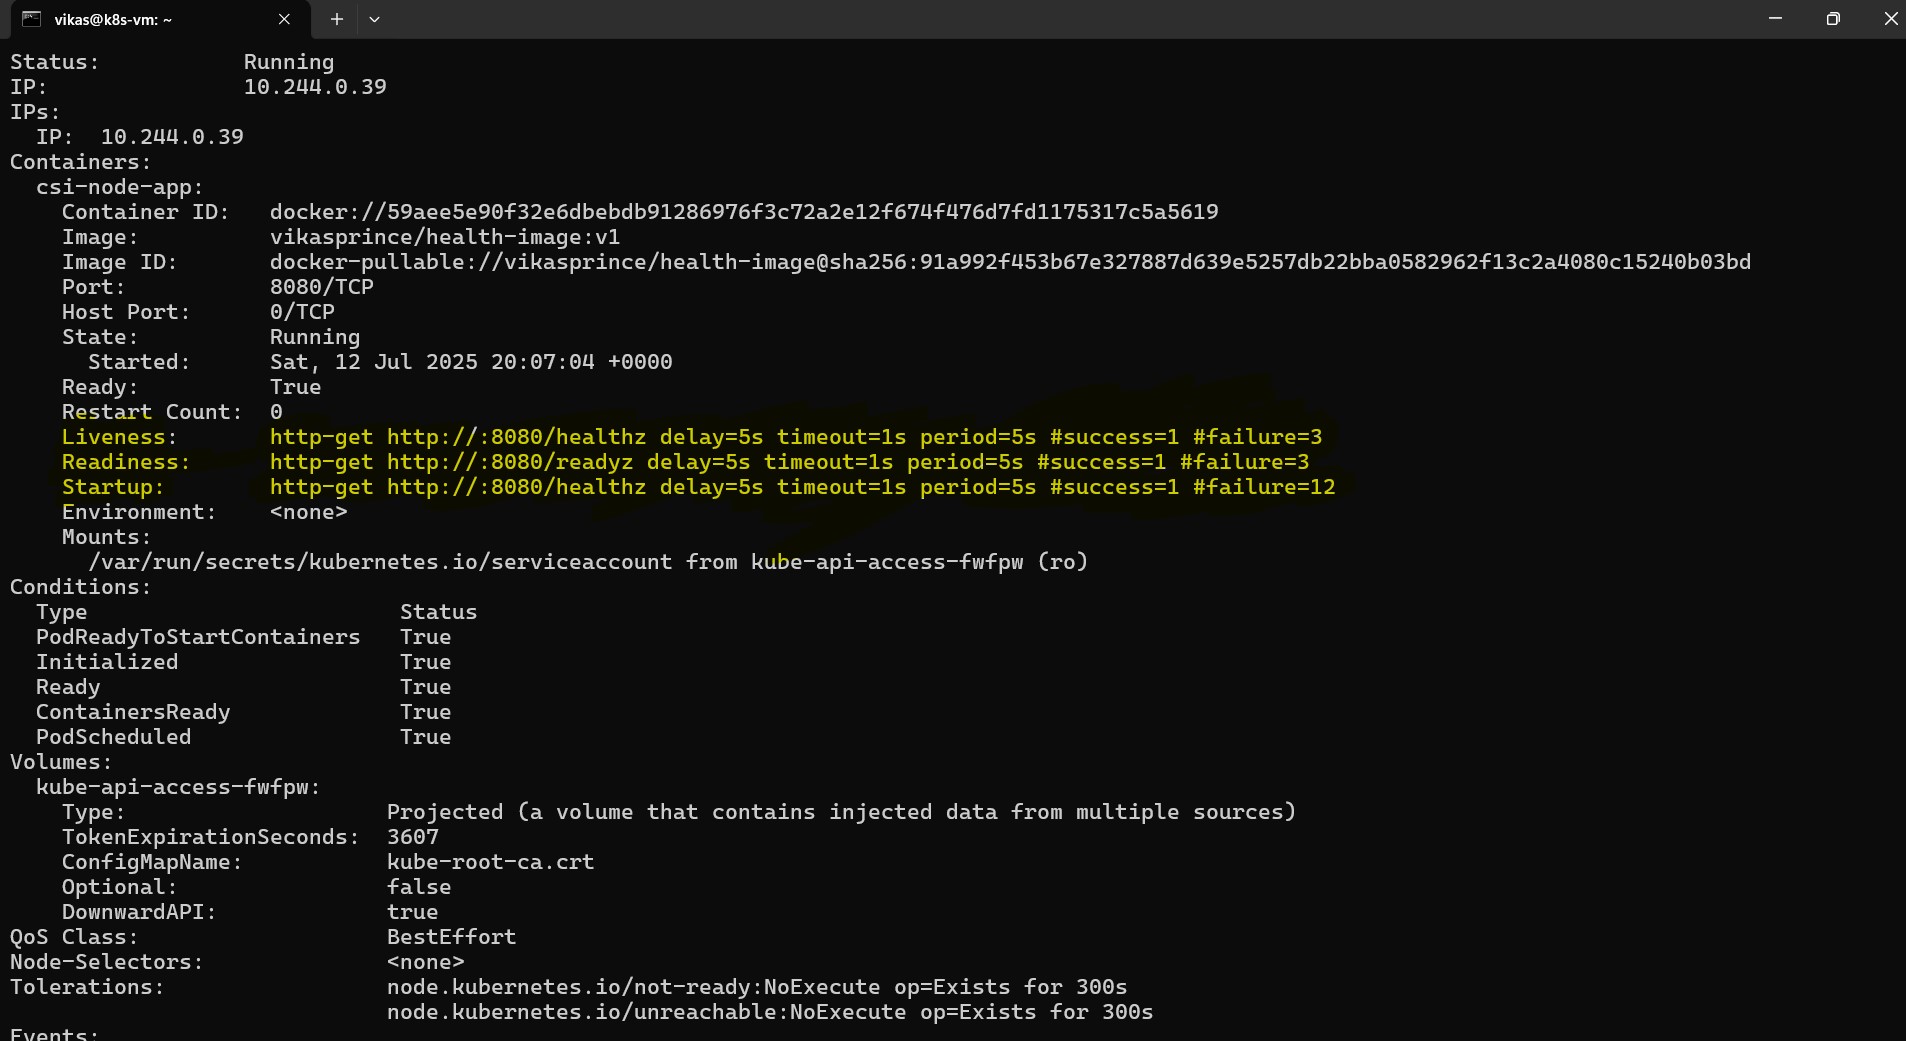 vikas@k8s-vm: ~
Status:           Running
IP:               10.244.0.39
IPs:
  IP:  10.244.0.39
Containers:
  csi-node-app:
    Container ID:   docker://59aee5e90f32e6dbebdb91286976f3c72a2e12f674f476d7fd1175317c5a5619
    Image:          vikasprince/health-image:v1
    Image ID:       docker-pullable://vikasprince/health-image@sha256:91a992f453b67e327887d639e5257db22bba0582962f13c2a4080c15240b03bd
    Port:           8080/TCP
    Host Port:      0/TCP
    State:          Running
      Started:      Sat, 12 Jul 2025 20:07:04 +0000
    Ready:          True
    Restart Count:  0
    Liveness:       http-get http://:8080/healthz delay=5s timeout=1s period=5s #success=1 #failure=3
    Readiness:      http-get http://:8080/readyz delay=5s timeout=1s period=5s #success=1 #failure=3
    Startup:        http-get http://:8080/healthz delay=5s timeout=1s period=5s #success=1 #failure=12
    Environment:    <none>
    Mounts:
      /var/run/secrets/kubernetes.io/serviceaccount from kube-api-access-fwfpw (ro)
Conditions:
  Type                        Status
  PodReadyToStartContainers   True
  Initialized                 True
  Ready                       True
  ContainersReady             True
  PodScheduled                True
Volumes:
  kube-api-access-fwfpw:
    Type:                    Projected (a volume that contains injected data from multiple sources)
    TokenExpirationSeconds:  3607
    ConfigMapName:           kube-root-ca.crt
    Optional:                false
    DownwardAPI:             true
QoS Class:                   BestEffort
Node-Selectors:              <none>
Tolerations:                 node.kubernetes.io/not-ready:NoExecute op=Exists for 300s
                             node.kubernetes.io/unreachable:NoExecute op=Exists for 300s
Events: